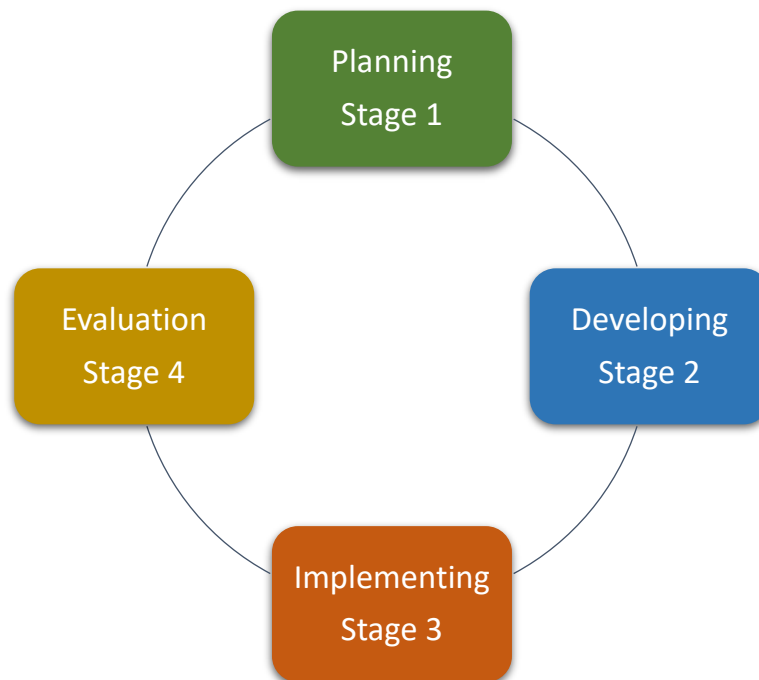 Planning
Stage 1
Developing
Stage 2
Implementing
Stage 3
Evaluation
Stage 4